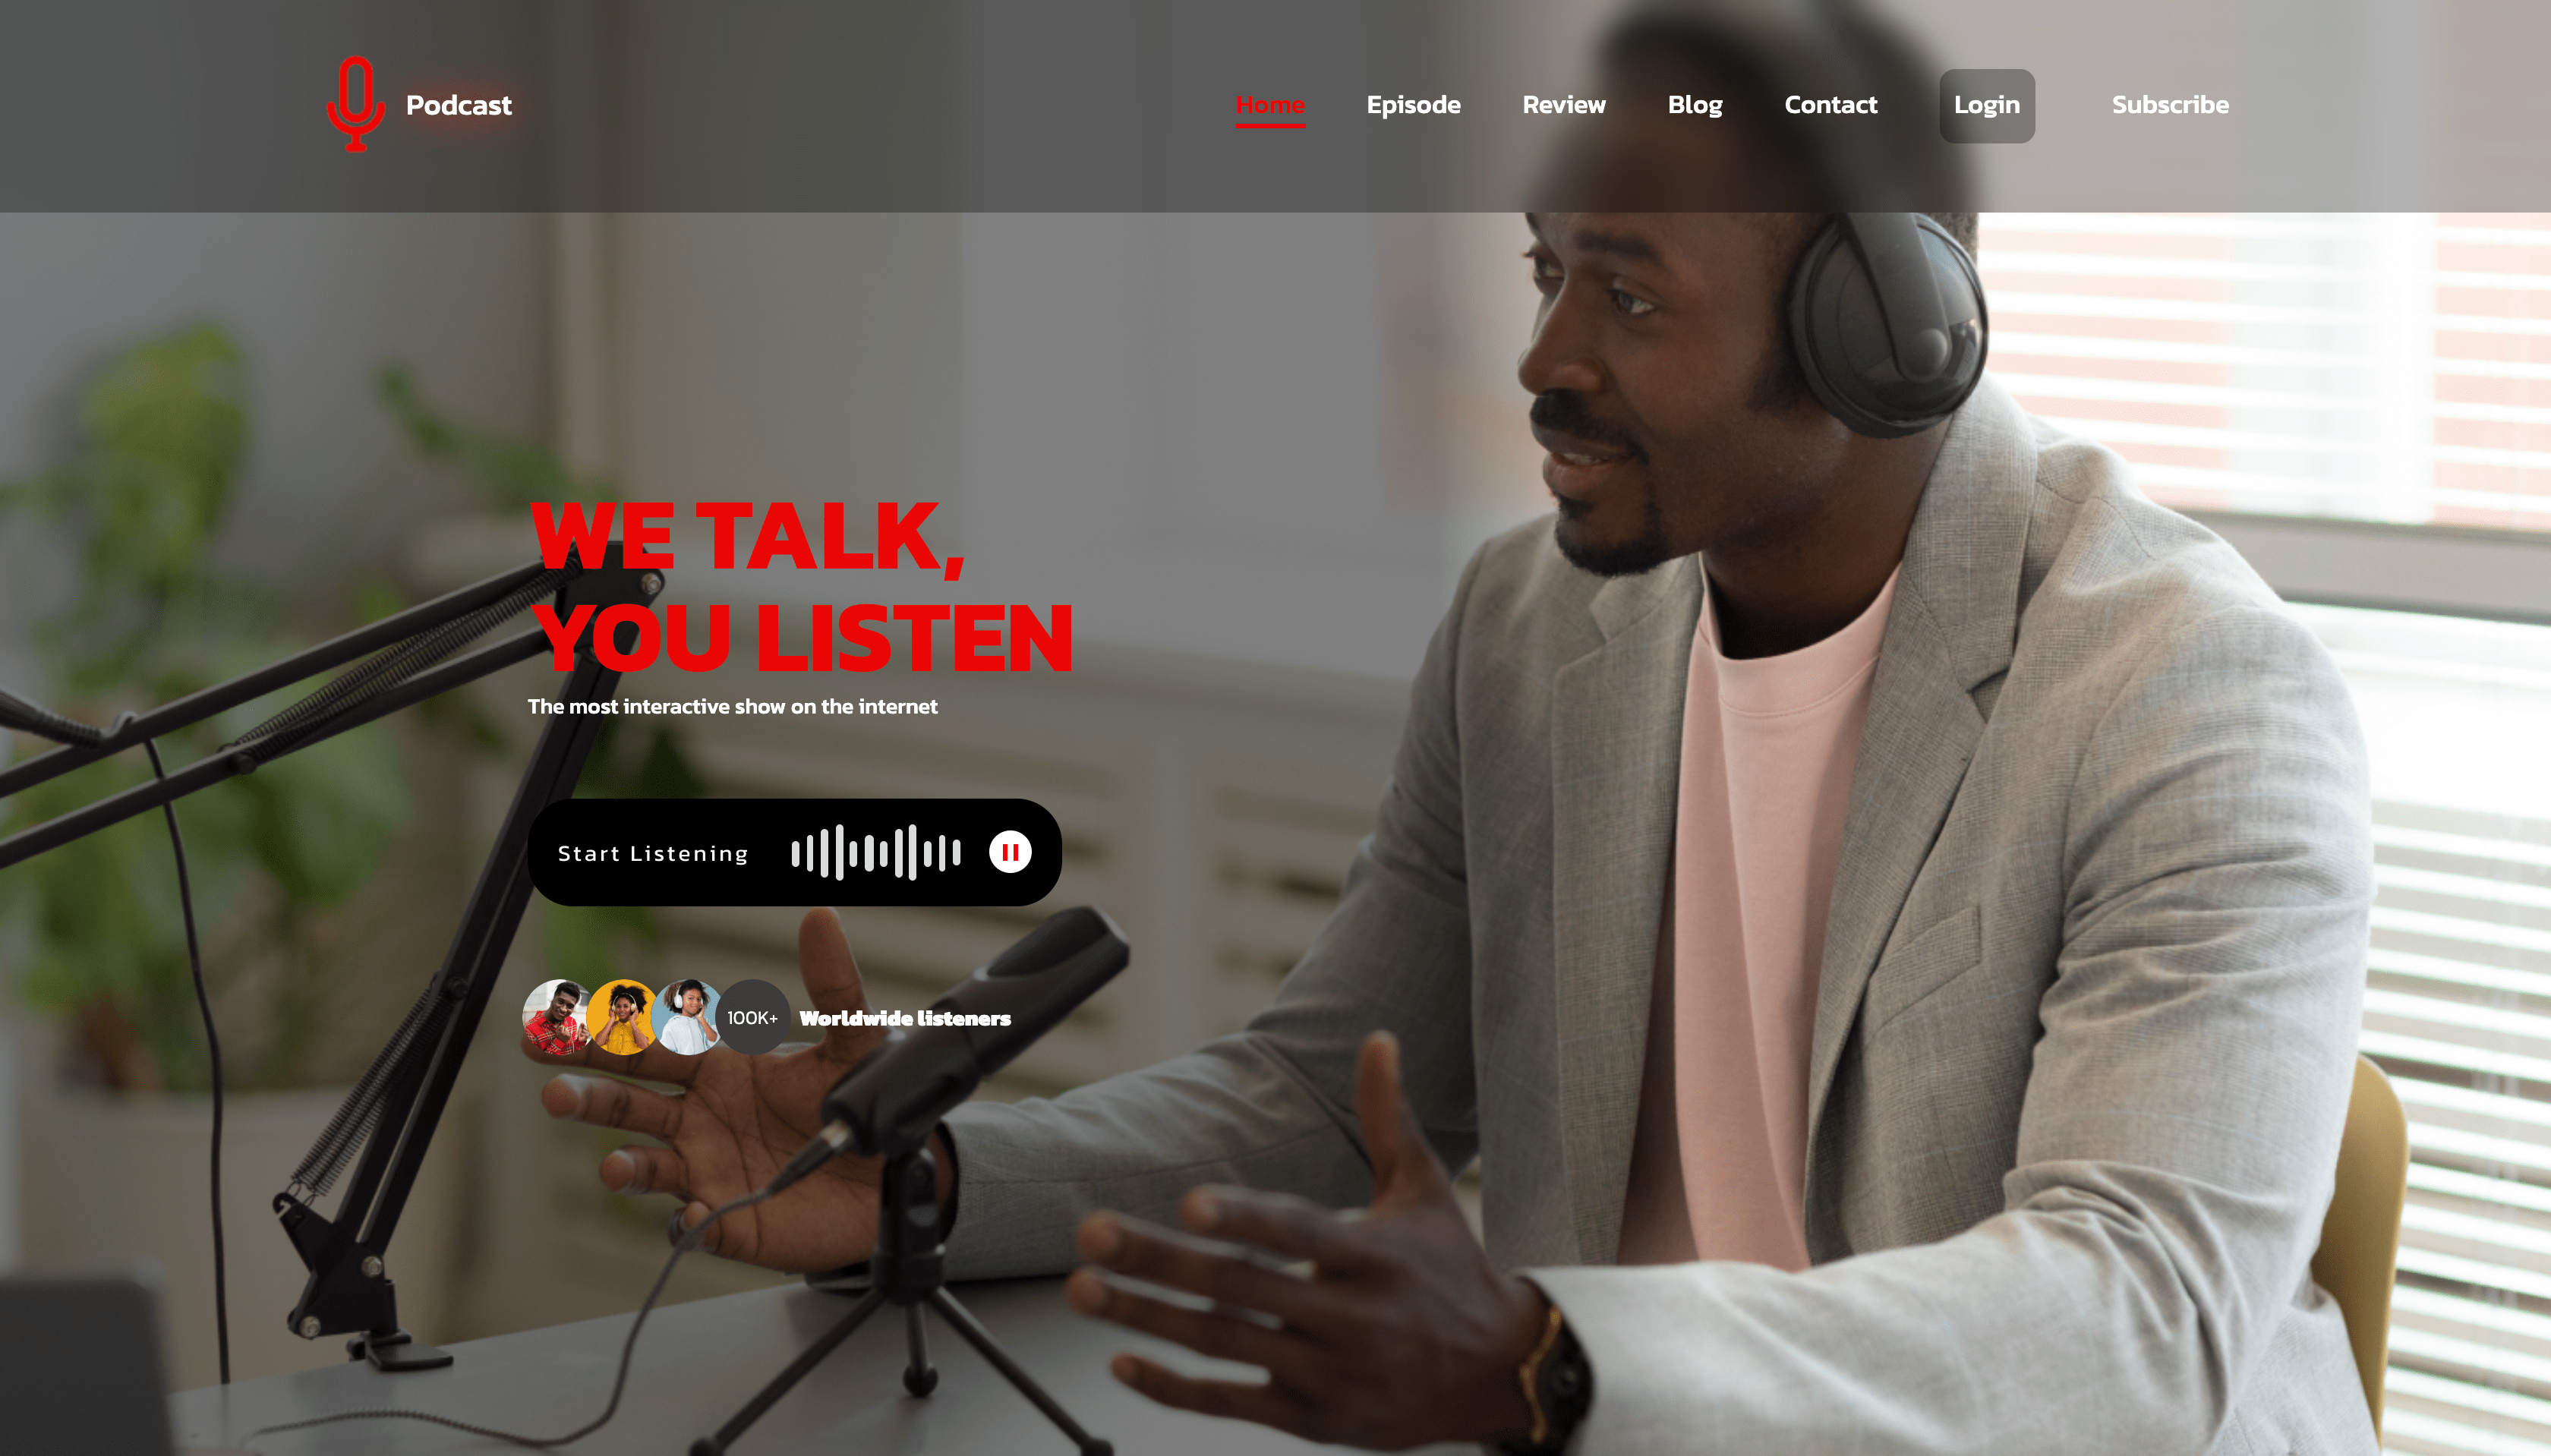 Podcast
Home Episode Review Blog Contact Login Subscribe
WE TALK,
YOU LISTEN
The most interactive show on the internet
Start Listening
100K+ Worldwide listeners